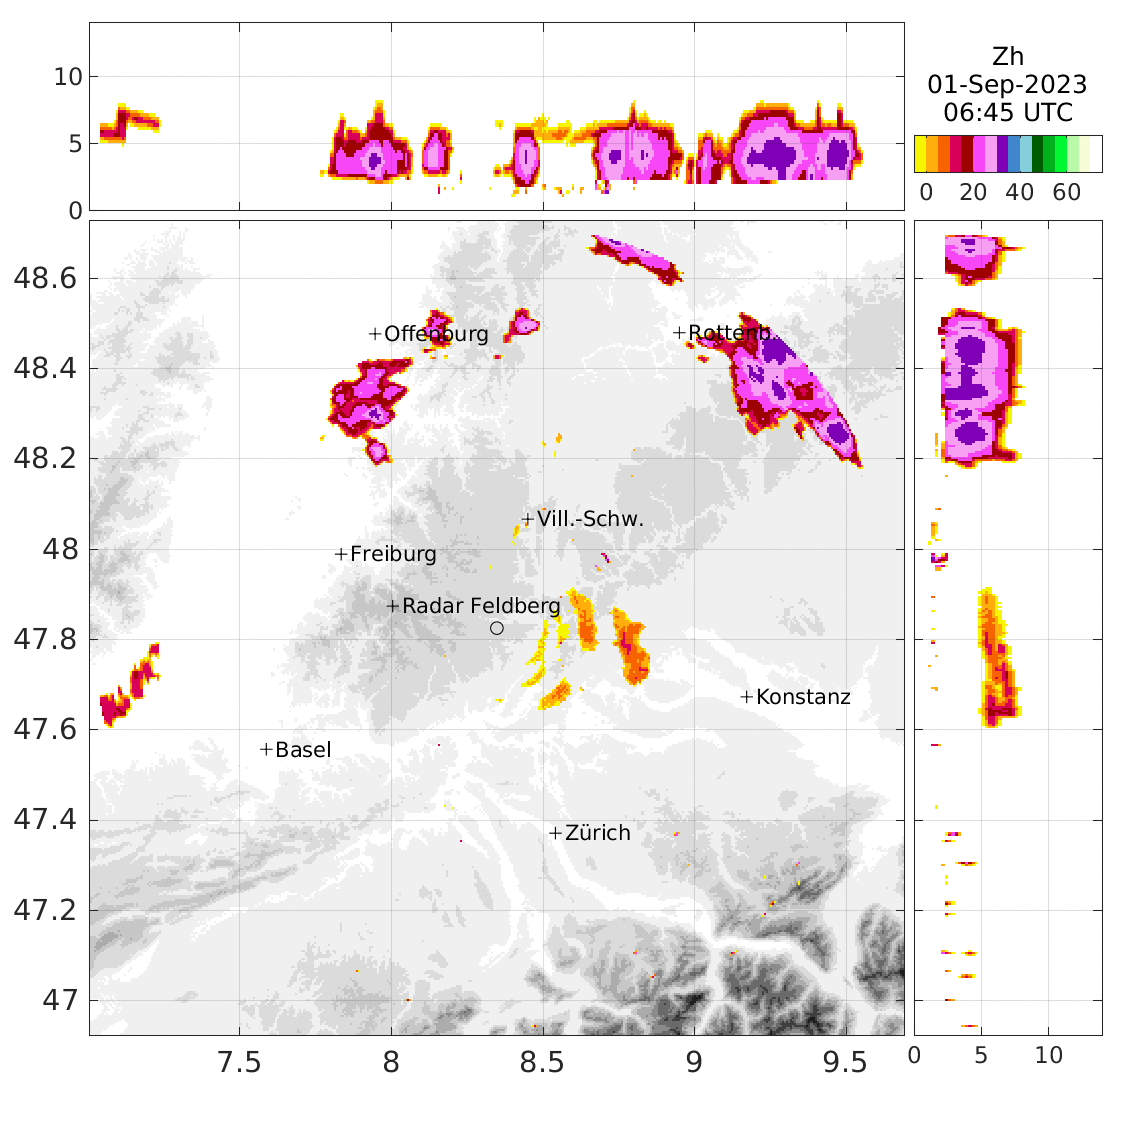 Zh
01-Sep-2023
06:45 UTC
0 20 40 60
10
5
0
48.6
48.4
48.2
48
47.8
47.6
47.4
47.2
47
Offenburg
Rottenb.
Vill.-Schw.
Freiburg
Radar Feldberg
Konstanz
Basel
Zürich
7.5 8 8.5 9 9.5
0 5 10